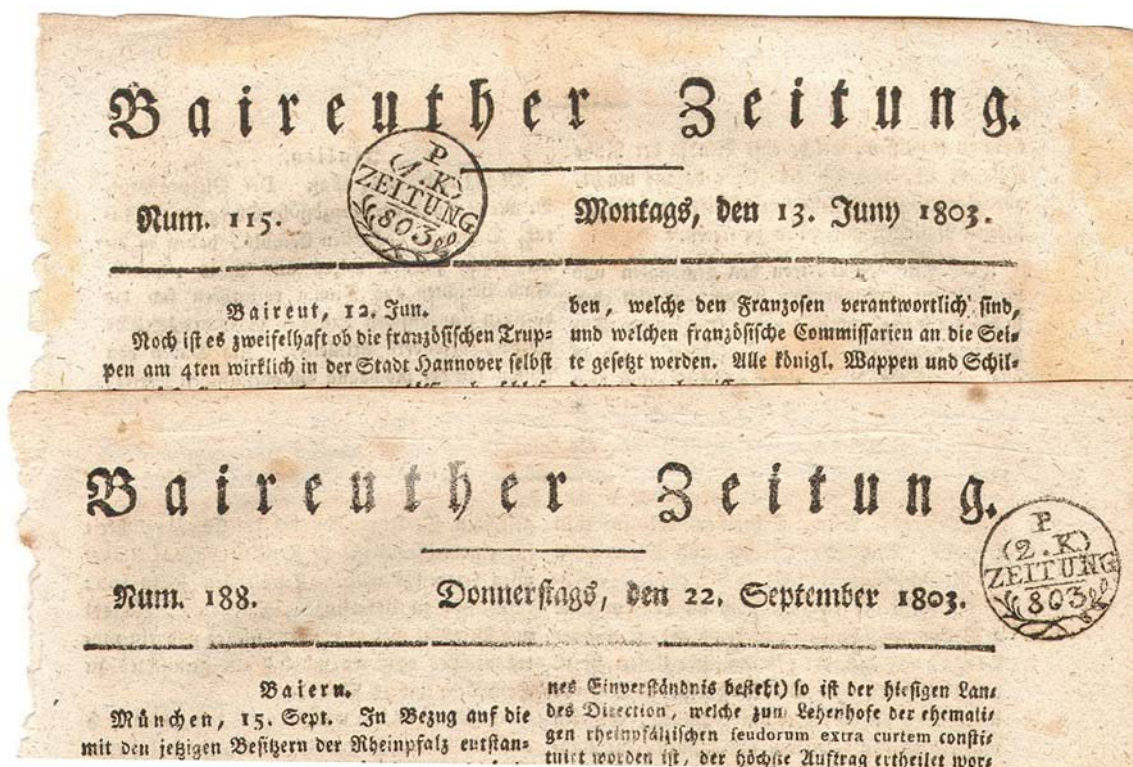 Baireuther Zeitung.
P
(1.K)
ZEITUNG
803
Num. 115.
Montags, den 13. Juny 1803.
Baireut, 12. Jun.
Noch ist es zweifelhaft ob die französischen Trup=
pen am 4ten wirklich in der Stadt Hannover selbst
ben, welche den Franzosen verantwortlich sind,
und welchen französische Commissarien an die Sei=
te gesetzt werden. Alle königl. Wappen und Schil=
Baireuther Zeitung.
P
(2.K)
ZEITUNG
803
Num. 188.
Donnerstags, den 22. September 1803.
Baiern.
München, 15. Sept. In Bezug auf die
mit den jetzigen Besitzern der Rheinpfalz entstan=
nes Einverständnis besteht) so ist der hiesigen Lan=
des Direction, welche zum Lehenhofe der ehemali=
gen rheinpfälzischen feudorum extra curtem consti=
tuirt worden ist, der höchste Auftrag ertheilet wor=